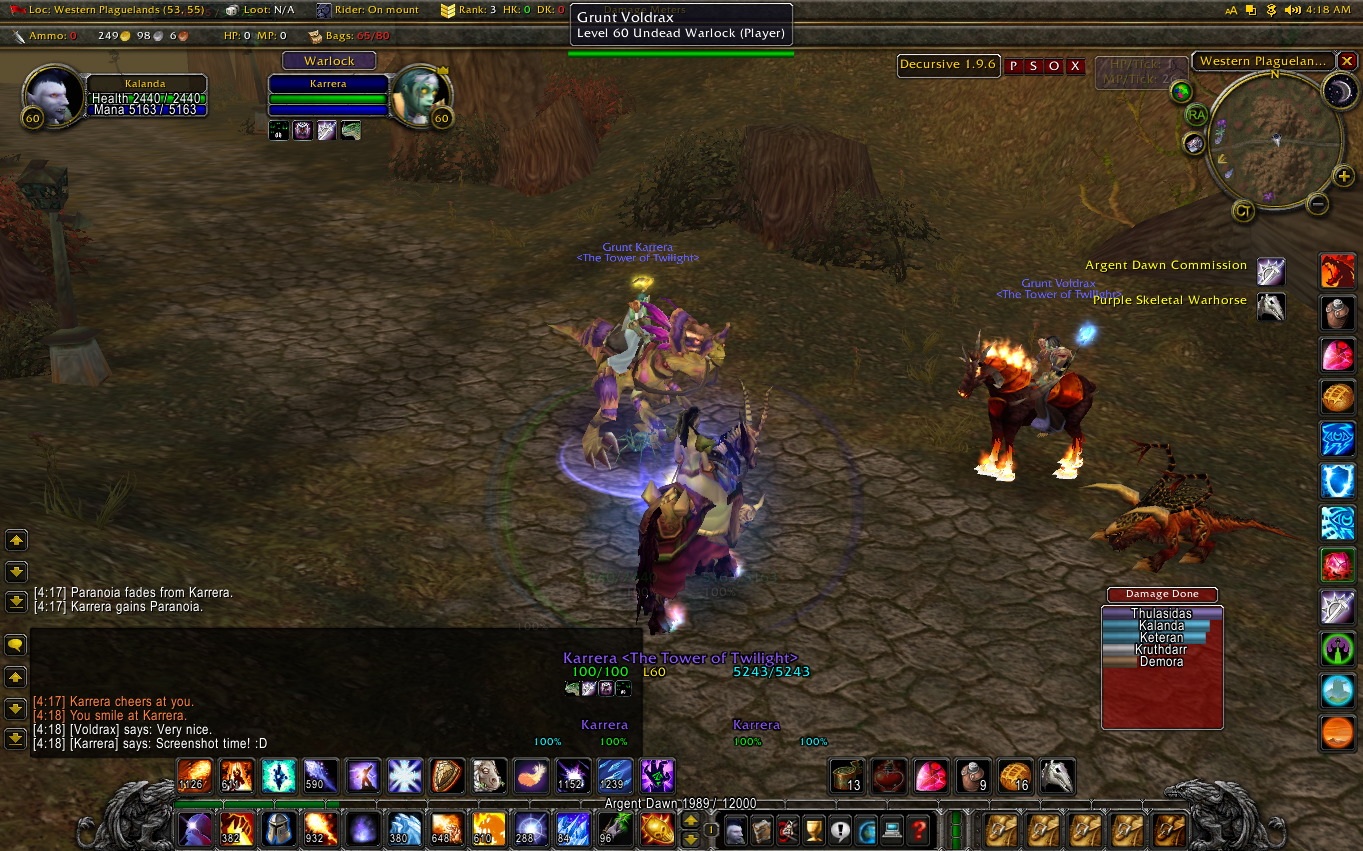 Loc: Western Plaguelands (53, 55)
Loot: N/A
Rider: On mount
Rank: 3 HK: 0 DK: 0
Damage Meters
4:18 AM
Ammo: 0
249 98 6
HP: 0 MP: 0
Bags: 65/80
Grunt Voldrax
Level 60 Undead Warlock (Player)
Warlock
Kalanda
Health 2440 / 2440
Mana 5163 / 5163
60
Karrera
60
Decursive 1.9.6
P S O X
Western Plaguelan...
N
RA
CT
Grunt Karrera
<The Tower of Twilight>
Grunt Voldrax
<The Tower of Twilight>
Argent Dawn Commission
Purple Skeletal Warhorse
[4:17] Paranoia fades from Karrera.
[4:17] Karrera gains Paranoia.
Damage Done
Thulasidas
Kalanda
Keteran
Kruthdarr
Demora
Karrera <The Tower of Twilight>
100/100 L60 5243/5243
[4:17] Karrera cheers at you.
[4:18] You smile at Karrera.
[4:18] [Voldrax] says: Very nice.
[4:18] [Karrera] says: Screenshot time! :D
Karrera
Karrera
100% 100%
100% 100%
1126 611 590 1152 1239
13 9 16
Argent Dawn 1989 / 12000
382 932 380 648 610 288 84 96